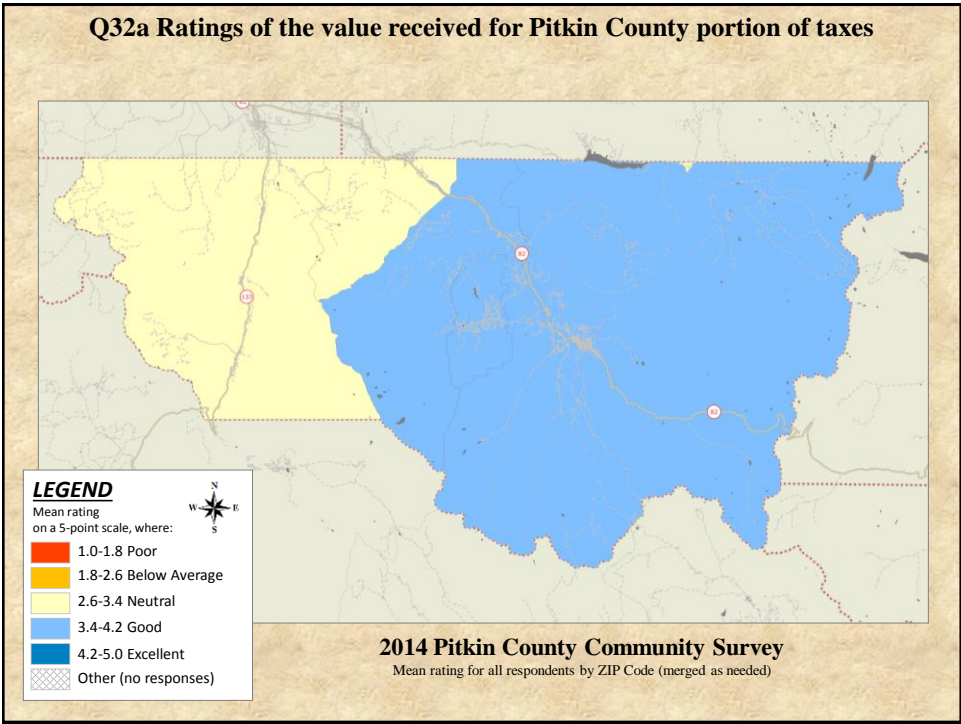 Q32a Ratings of the value received for Pitkin County portion of taxes
82
82
133
82
LEGEND
Mean rating
on a 5-point scale, where:
N
W E
S
1.0-1.8 Poor
1.8-2.6 Below Average
2.6-3.4 Neutral
3.4-4.2 Good
4.2-5.0 Excellent
Other (no responses)
2014 Pitkin County Community Survey
Mean rating for all respondents by ZIP Code (merged as needed)